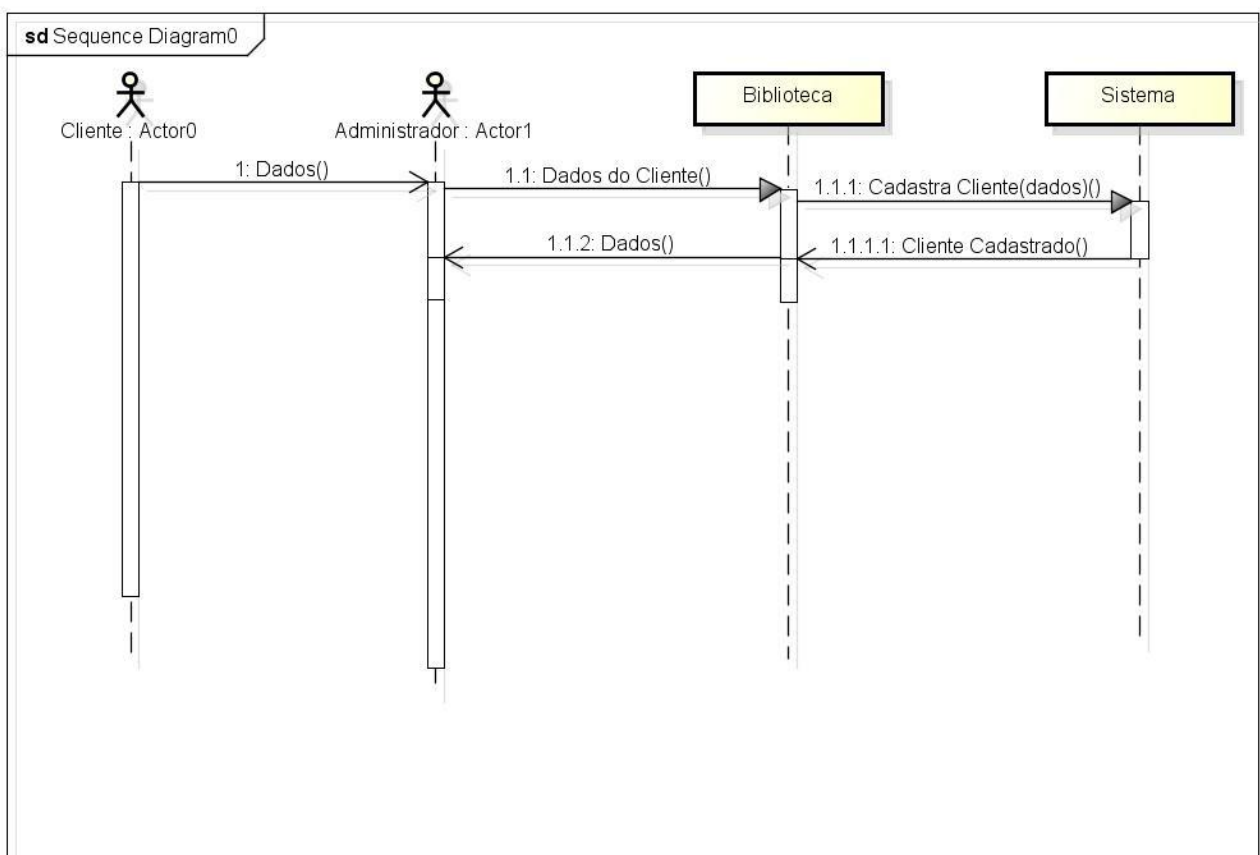 sd Sequence Diagram0
Cliente : Actor0
Administrador : Actor1
Biblioteca
Sistema
1: Dados()
1.1: Dados do Cliente()
1.1.1: Cadastra Cliente(dados)()
1.1.2: Dados()
1.1.1.1: Cliente Cadastrado()